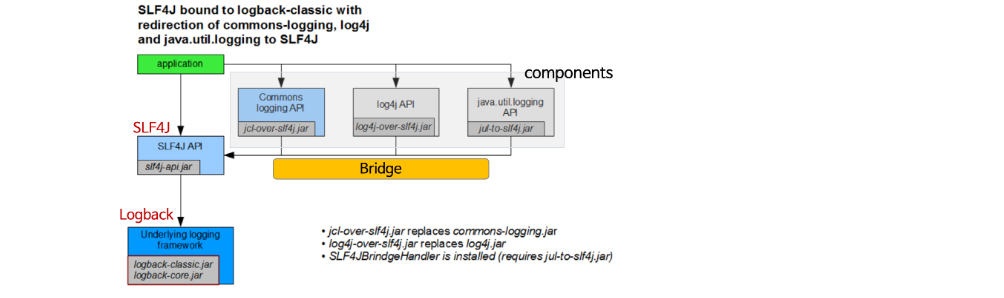 SLF4J bound to logback-classic with
redirection of commons-logging, log4j
and java.util.logging to SLF4J
application
components
Commons
logging API
jcl-over-slf4j.jar
log4j API
log4j-over-slf4j.jar
java.util.logging
API
jul-to-slf4j.jar
SLF4J
SLF4J API
slf4j-api.jar
Bridge
Logback
Underlying logging
framework
logback-classic.jar
logback-core.jar
• jcl-over-slf4j.jar replaces commons-logging.jar
• log4j-over-slf4j.jar replaces log4j.jar
• SLF4JBrindgeHandler is installed (requires jul-to-slf4j.jar)